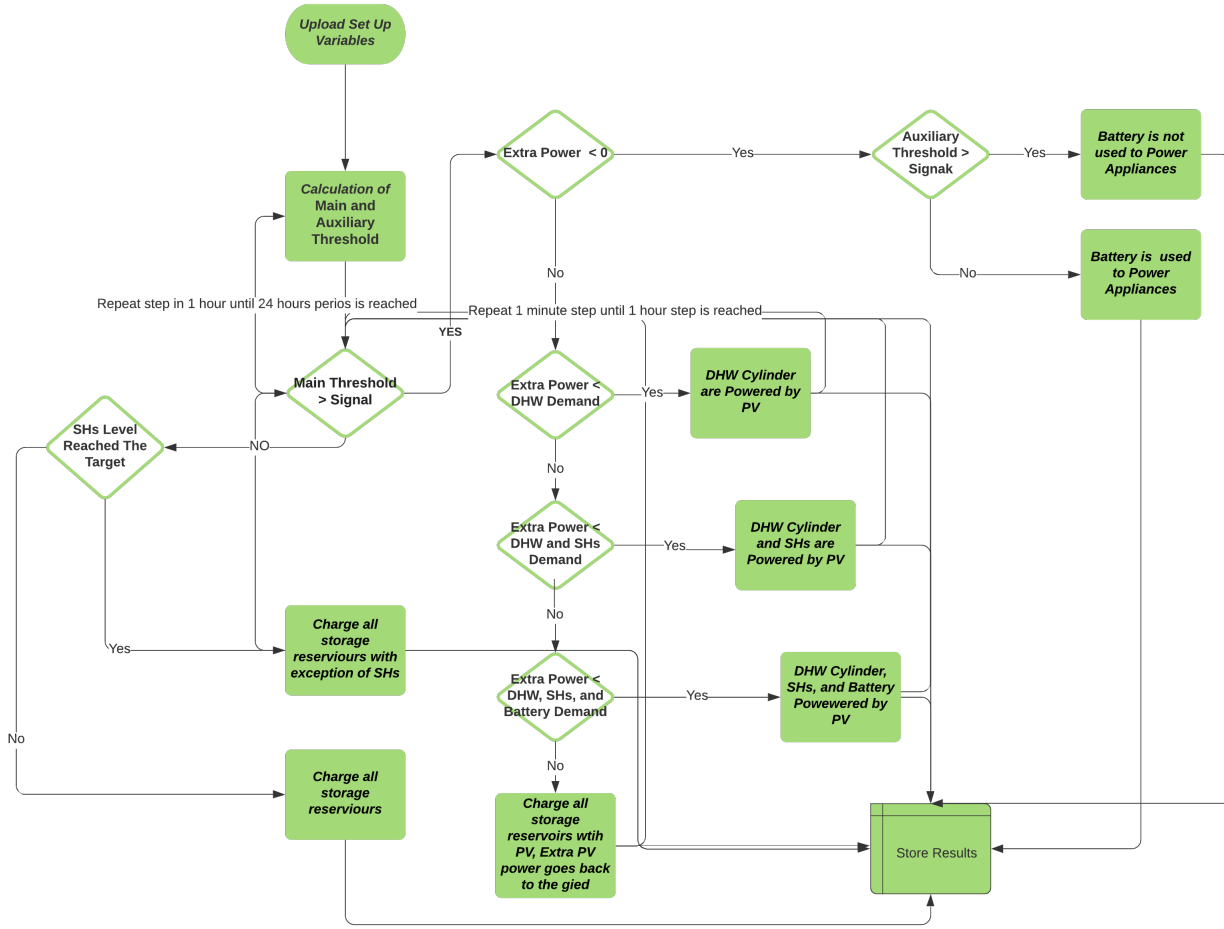 Upload Set Up
Variables
Calculation of
Main and
Auxiliary
Threshold
Extra Power  < 0
Yes
Auxiliary
Threshold >
Signak
Yes
Battery is not
used to Power
Appliances
No
Battery is  used
to Power
Appliances
No
Repeat step in 1 hour until 24 hours perios is reached
Repeat 1 minute step until 1 hour step is reached
YES
Main Threshold
> Signal
NO
SHs Level
Reached The
Target
Extra Power <
DHW Demand
Yes
DHW Cylinder
are Powered by
PV
No
Extra Power <
DHW and SHs
Demand
Yes
DHW Cylinder
and SHs are
Powered by PV
No
Yes
Charge all
storage
reserviours with
exception of SHs
Extra Power <
DHW, SHs, and
Battery Demand
Yes
DHW Cylinder,
SHs, and Battery
Powewered by
PV
No
No
Charge all
storage
reserviours
Charge all
storage
reservoirs wtih
PV, Extra PV
power goes back
to the gied
Store Results